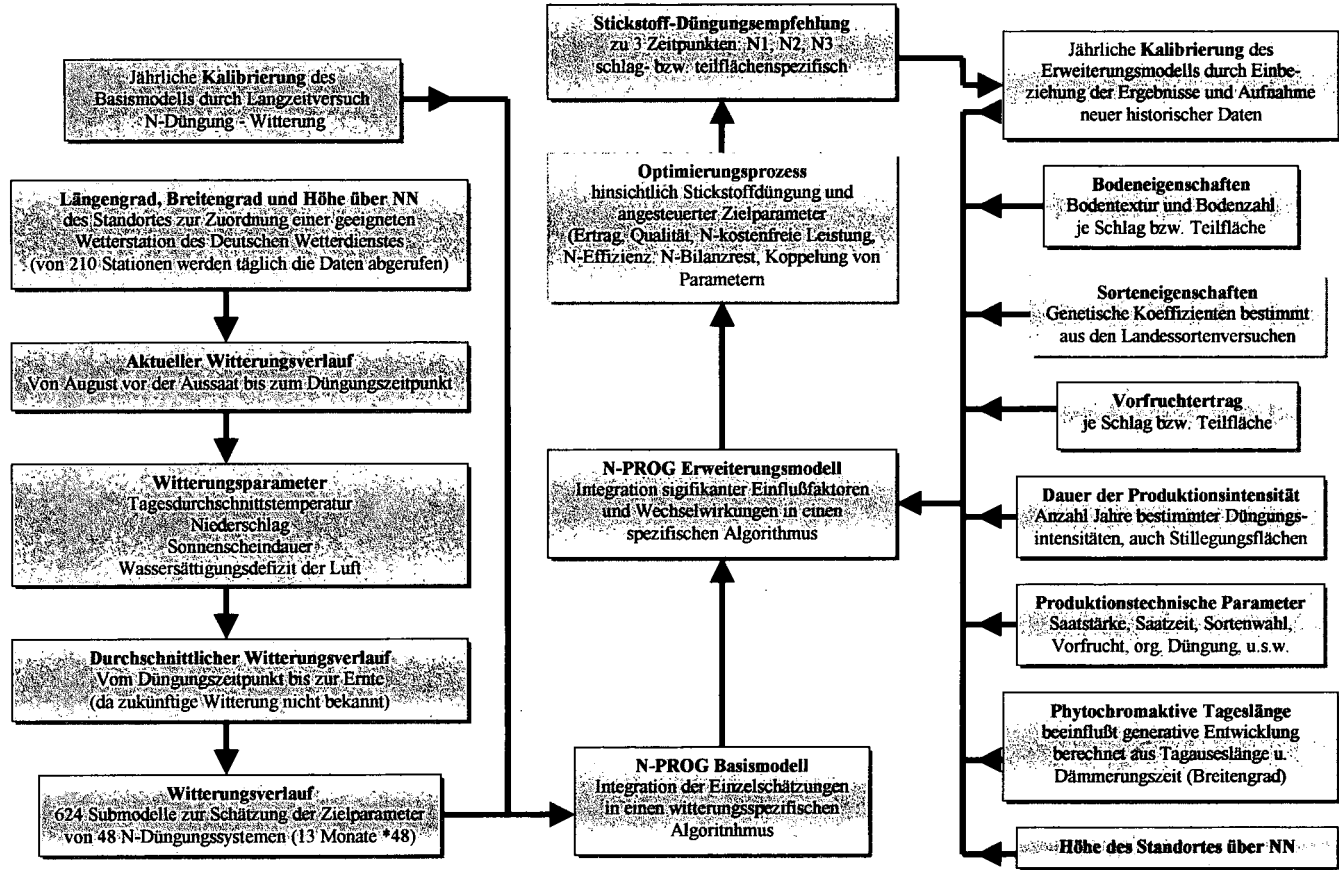 Jährliche Kalibrierung des
Basismodells durch Langzeitversuch
N-Düngung - Witterung
Längengrad, Breitengrad und Höhe über NN
des Standortes zur Zuordnung einer geeigneten
Wetterstation des Deutschen Wetterdienstes
(von 210 Stationen werden täglich die Daten abgerufen)
Aktueller Witterungsverlauf
Von August vor der Aussaat bis zum Düngungszeitpunkt
Witterungsparameter
Tagesdurchschnittstemperatur
Niederschlag
Sonnenscheindauer
Wassersättigungsdefizit der Luft
Durchschnittlicher Witterungsverlauf
Vom Düngungszeitpunkt bis zur Ernte
(da zukünftige Witterung nicht bekannt)
Witterungsverlauf
624 Submodelle zur Schätzung der Zielparameter
von 48 N-Düngungssystemen (13 Monate *48)
Stickstoff-Düngungsempfehlung
zu 3 Zeitpunkten: N1, N2, N3
schlag- bzw. teilflächenspezifisch
Optimierungsprozess
hinsichtlich Stickstoffdüngung und
angesteuerter Zielparameter
(Ertrag, Qualität, N-kostenfreie Leistung,
N-Effizienz, N-Bilanzrest, Koppelung von
Parametern)
N-PROG Erweiterungsmodell
Integration sigifikanter Einflußfaktoren
und Wechselwirkungen in einen
spezifischen Algorithmus
N-PROG Basismodell
Integration der Einzelschätzungen
in einen witterungsspezifischen
Algoritnhmus
Jährliche Kalibrierung des
Erweiterungsmodells durch Einbe-
ziehung der Ergebnisse und Aufnahme
neuer historischer Daten
Bodeneigenschaften
Bodentextur und Bodenzahl
je Schlag bzw. Teilfläche
Sorteneigenschaften
Genetische Koeffizienten bestimmt
aus den Landessortenversuchen
Vorfruchtertrag
je Schlag bzw. Teilfläche
Dauer der Produktionsintensität
Anzahl Jahre bestimmter Düngungs-
intensitäten, auch Stillegungsflächen
Produktionstechnische Parameter
Saatstärke, Saatzeit, Sortenwahl,
Vorfrucht, org. Düngung, u.s.w.
Phytochromaktive Tageslänge
beeinflußt generative Entwicklung
berechnet aus Tagauseslänge u.
Dämmerungszeit (Breitengrad)
Höhe des Standortes über NN